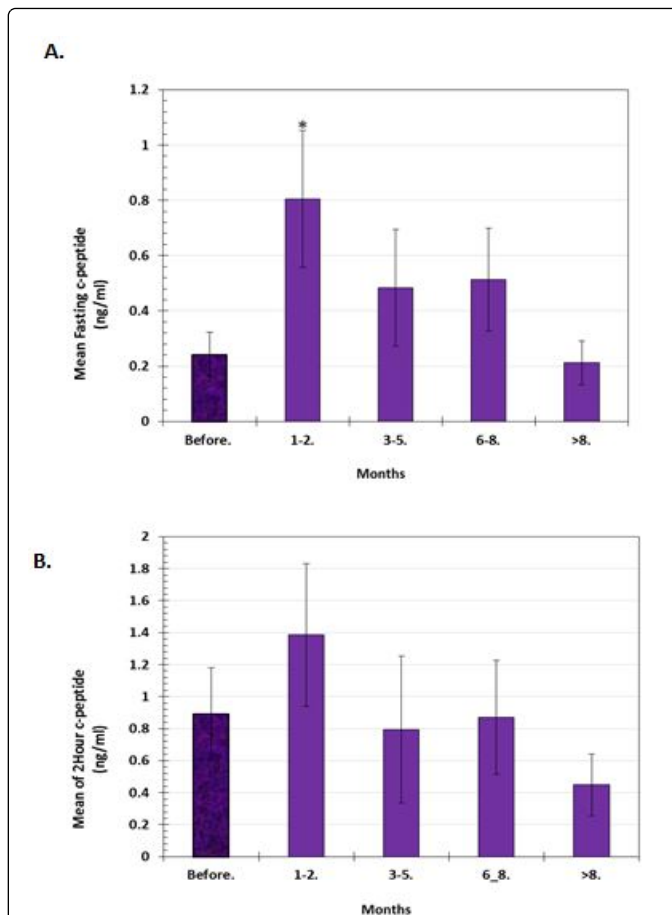 A.
1.2
1
0.8
0.6
0.4
0.2
0
Mean Fasting c-peptide
(ng/ml)
*
Before. 1-2. 3-5. 6-8. >8.
Months
B.
2
1.8
1.6
1.4
1.2
1
0.8
0.6
0.4
0.2
0
Mean of 2Hour c-peptide
(ng/ml)
Before. 1-2. 3-5. 6_8. >8.
Months